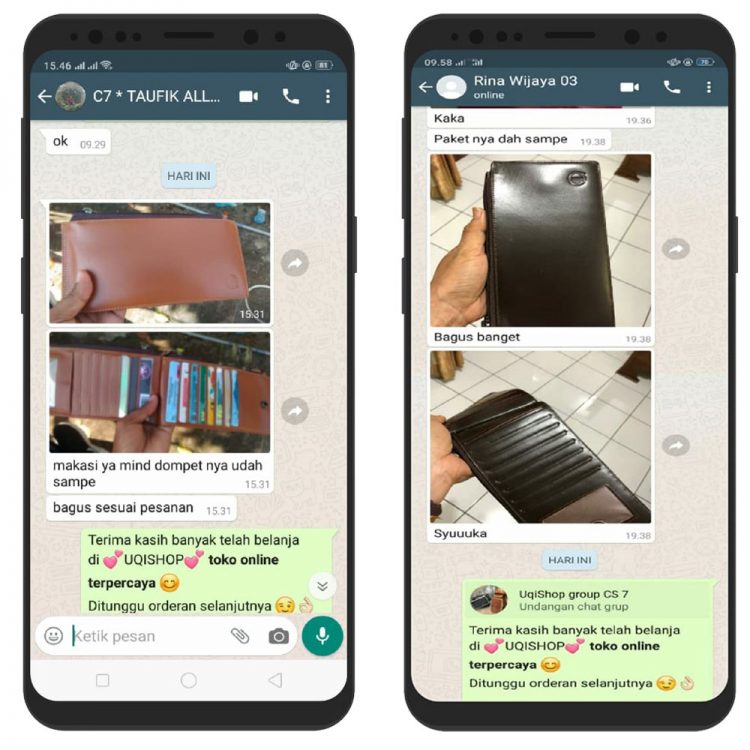 15.46
81
C7 * TAUFIK ALL...
ok 09.29
HARI INI
15.31
makasi ya mind dompet nya udah
sampe 15.31
bagus sesuai pesanan 15.31
Terima kasih banyak telah belanja
di 💕UQISHOP💕 toko online
terpercaya 😊
Ditunggu orderan selanjutnya 😉👌🏻
Ketik pesan
09.58
78
Rina Wijaya 03
online
Kaka 19.36
Paket nya dah sampe 19.38
Bagus banget 19.38
Syuuuka 19.38
HARI INI
UqiShop group CS 7
Undangan chat grup
Terima kasih banyak telah belanja
di 💕UQISHOP💕 toko online
terpercaya 😊
Ditunggu orderan selanjutnya 😉👌🏻